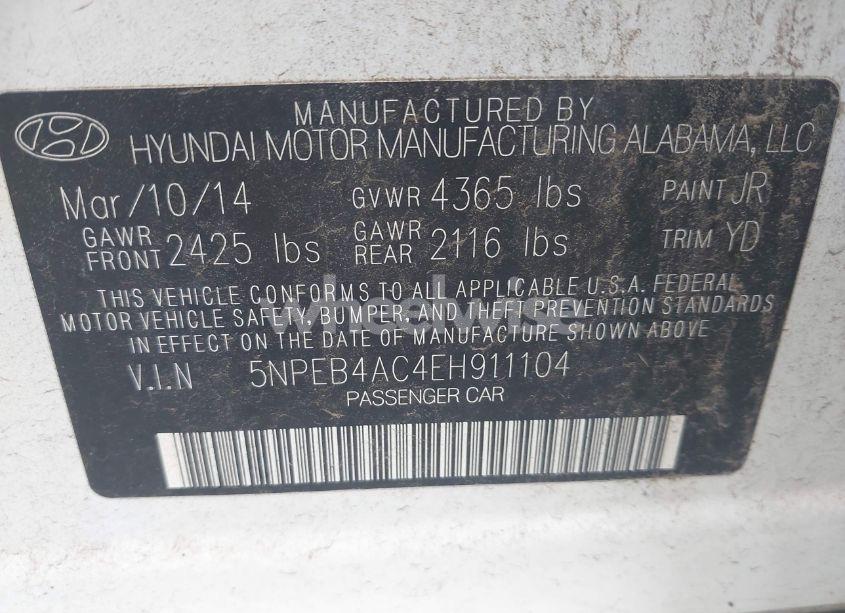 MANUFACTURED BY
HYUNDAI MOTOR MANUFACTURING ALABAMA, LLC
Mar/10/14 GVWR 4365 lbs PAINT JR
GAWR FRONT 2425 lbs GAWR REAR 2116 lbs TRIM YD
THIS VEHICLE CONFORMS TO ALL APPLICABLE U.S.A. FEDERAL
MOTOR VEHICLE SAFETY, BUMPER, AND THEFT PREVENTION STANDARDS
IN EFFECT ON THE DATE OF MANUFACTURE SHOWN ABOVE
V.I.N 5NPEB4AC4EH911104
PASSENGER CAR
wheelwise